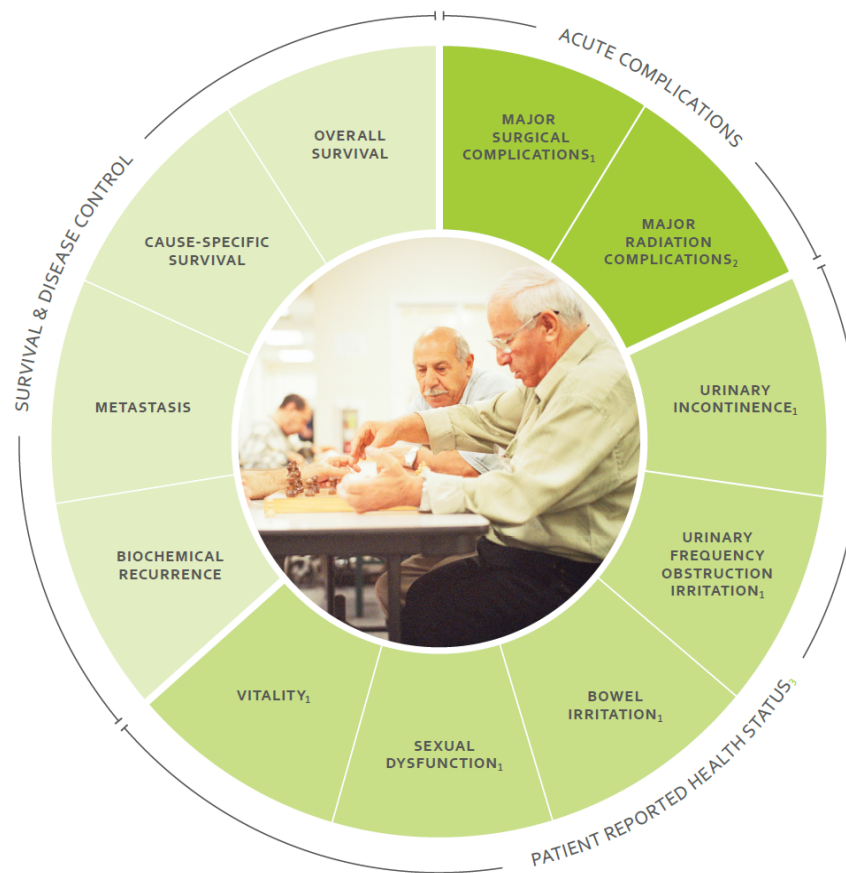 ACUTE COMPLICATIONS
MAJOR
SURGICAL
COMPLICATIONS₁
MAJOR
RADIATION
COMPLICATIONS₂
PATIENT REPORTED HEALTH STATUS₃
URINARY
INCONTINENCE₁
URINARY
FREQUENCY
OBSTRUCTION
IRRITATION₁
BOWEL
IRRITATION₁
SEXUAL
DYSFUNCTION₁
VITALITY₁
SURVIVAL & DISEASE CONTROL
BIOCHEMICAL
RECURRENCE
METASTASIS
CAUSE-SPECIFIC
SURVIVAL
OVERALL
SURVIVAL